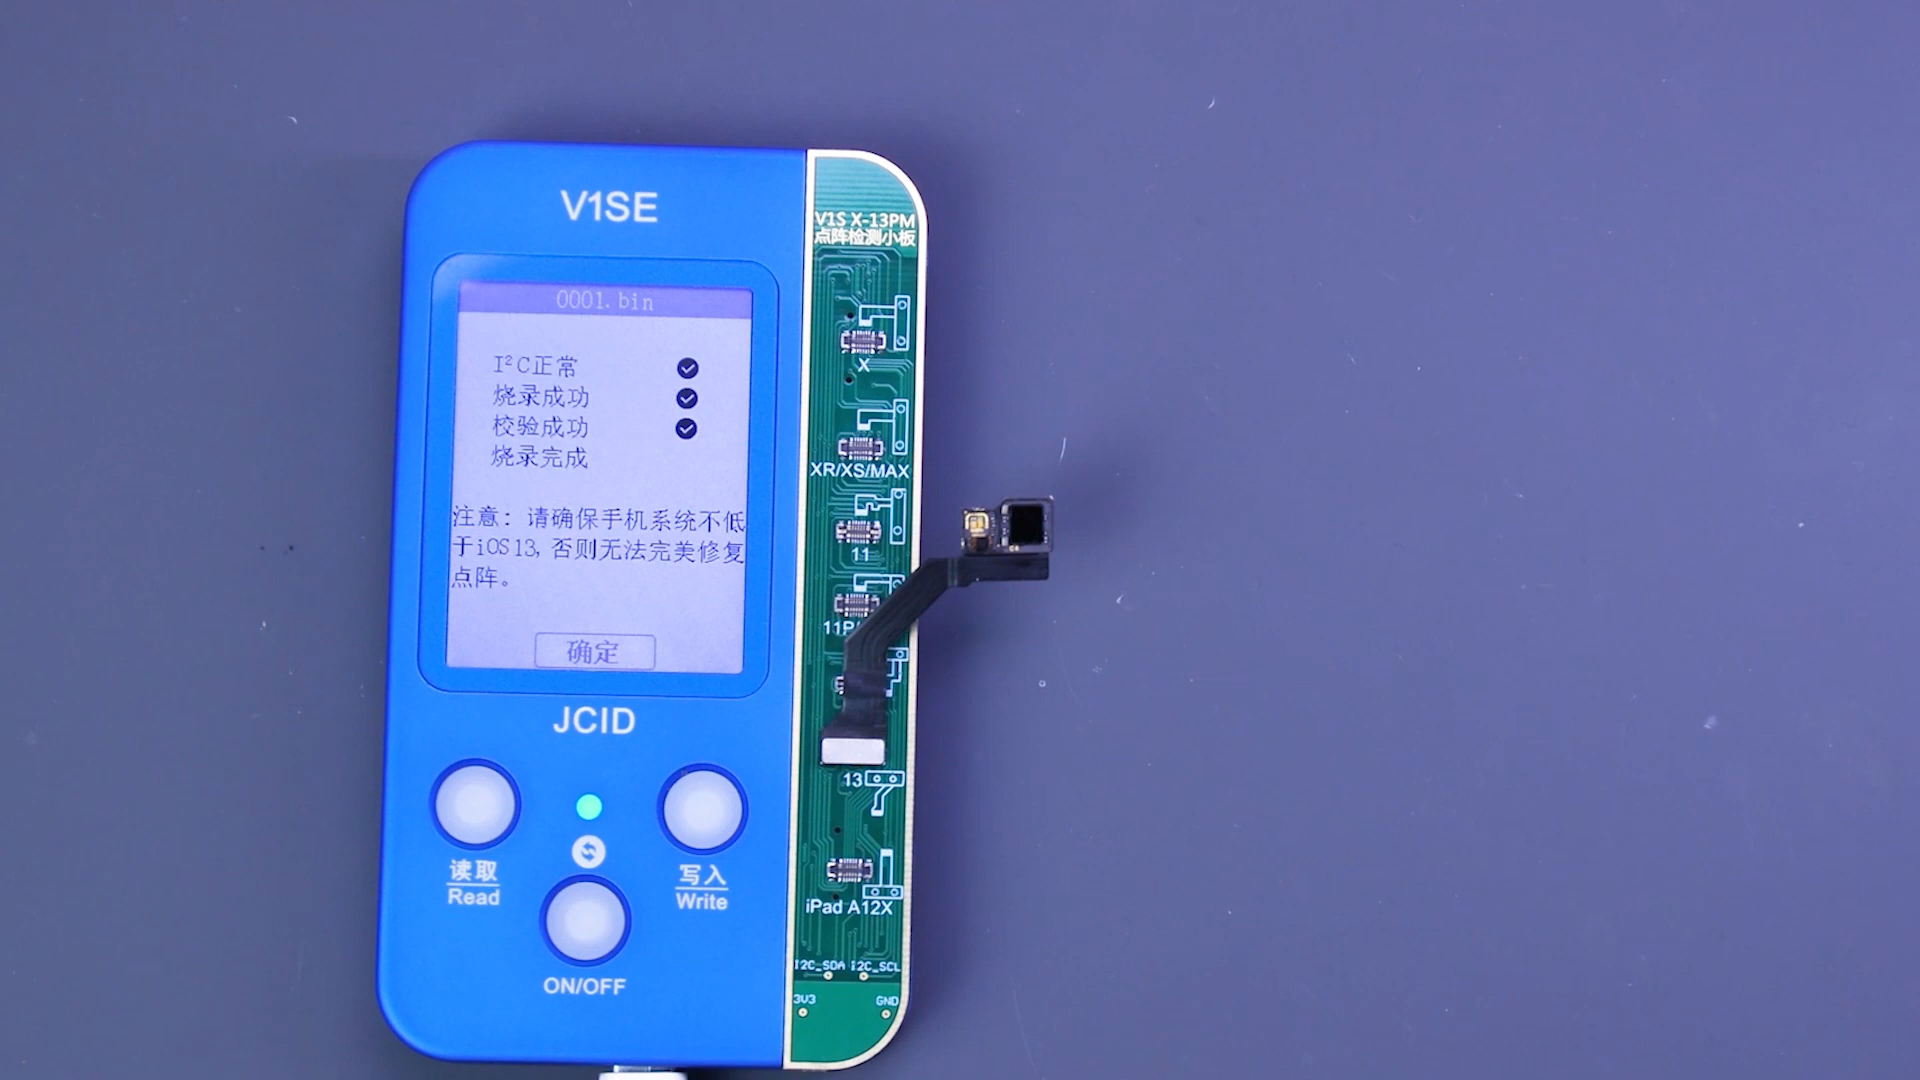 V1SE
0001.bin
I²C正常
烧录成功
校验成功
烧录完成
注意：请确保手机系统不低
于iOS13, 否则无法完美修复
点阵。
确定
JCID
读取
Read
写入
Write
ON/OFF
V1S X-13PM
点阵检测小板
X
XR/XS/MAX
11
13
iPad A12X
I2C_SDA I2C_SCL
3V3 GND